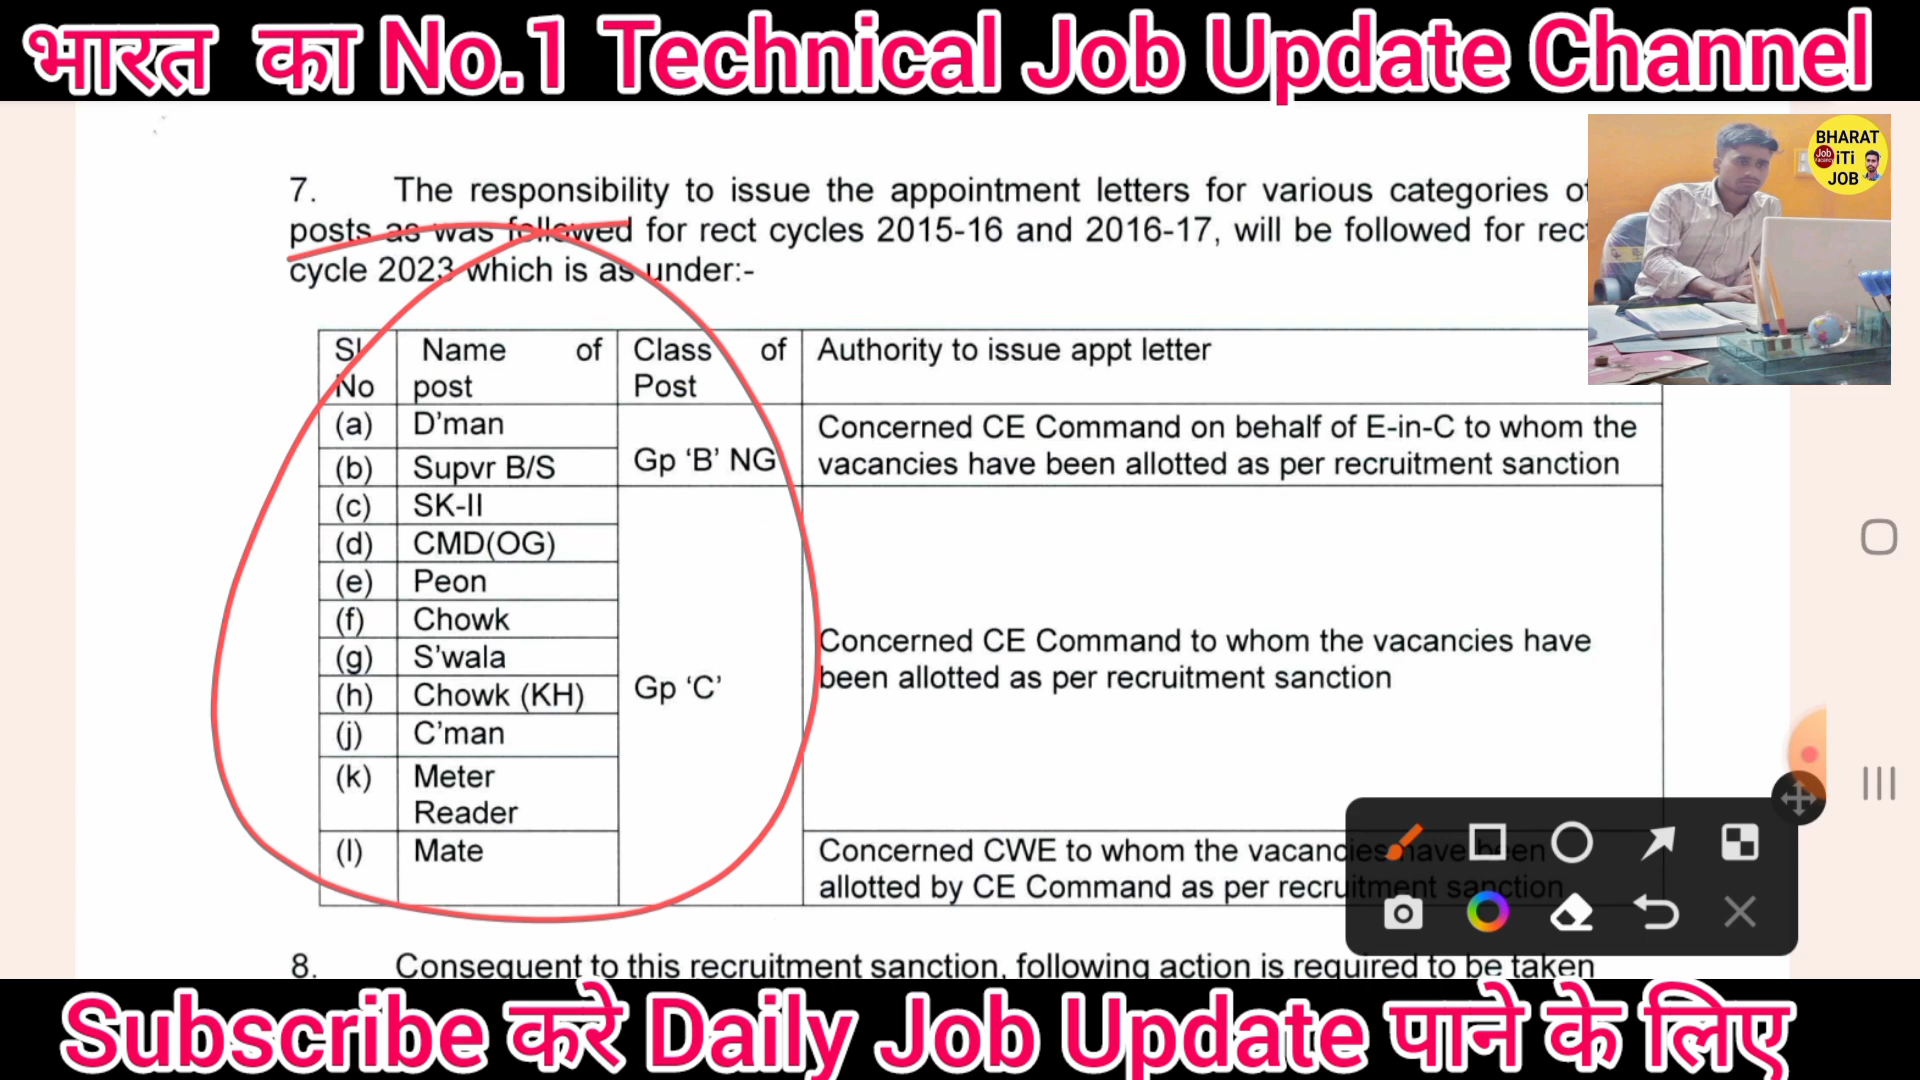 भारत का No.1 Technical Job Update Channel
BHARAT
Job
iTi
JOB
7. The responsibility to issue the appointment letters for various categories of
posts as was followed for rect cycles 2015-16 and 2016-17, will be followed for rec
cycle 2023 which is as under:-
Sl Name of Class of Authority to issue appt letter
No post Post
(a) D'man
(b) Supvr B/S
Gp 'B' NG
Concerned CE Command on behalf of E-in-C to whom the
vacancies have been allotted as per recruitment sanction
(c) SK-II
(d) CMD(OG)
(e) Peon
(f) Chowk
(g) S'wala
(h) Chowk (KH)
(j) C'man
(k) Meter
Reader
(l) Mate
Gp 'C'
Concerned CE Command to whom the vacancies have
been allotted as per recruitment sanction
Concerned CWE to whom the vacancies have been
allotted by CE Command as per recruitment sanction
8. Consequent to this recruitment sanction, following action is required to be taken
Subscribe करे Daily Job Update पाने के लिए